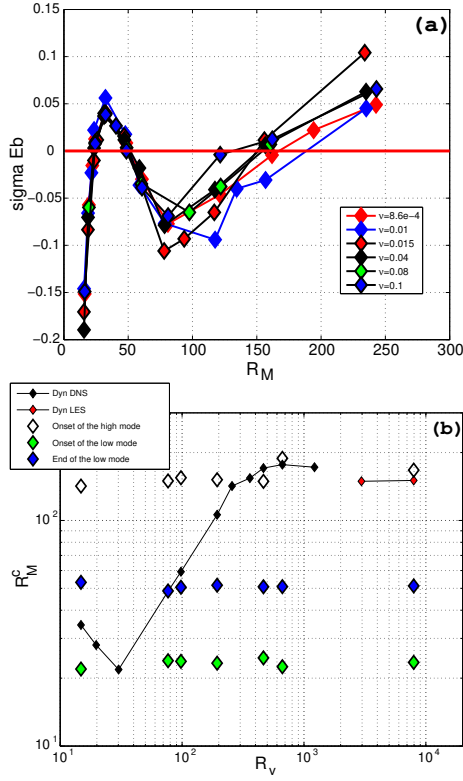 (a)
0.15
0.1
0.05
0
-0.05
-0.1
-0.15
-0.2
sigma Eb
ν=8.6e-4
ν=0.01
ν=0.015
ν=0.04
ν=0.08
ν=0.1
0 50 100 150 200 250 300
R_M
Dyn DNS
Dyn LES
Onset of the high mode
Onset of the low mode
End of the low mode
(b)
10^2
10^1
R_M^c
10^1 10^2 10^3 10^4
R_v